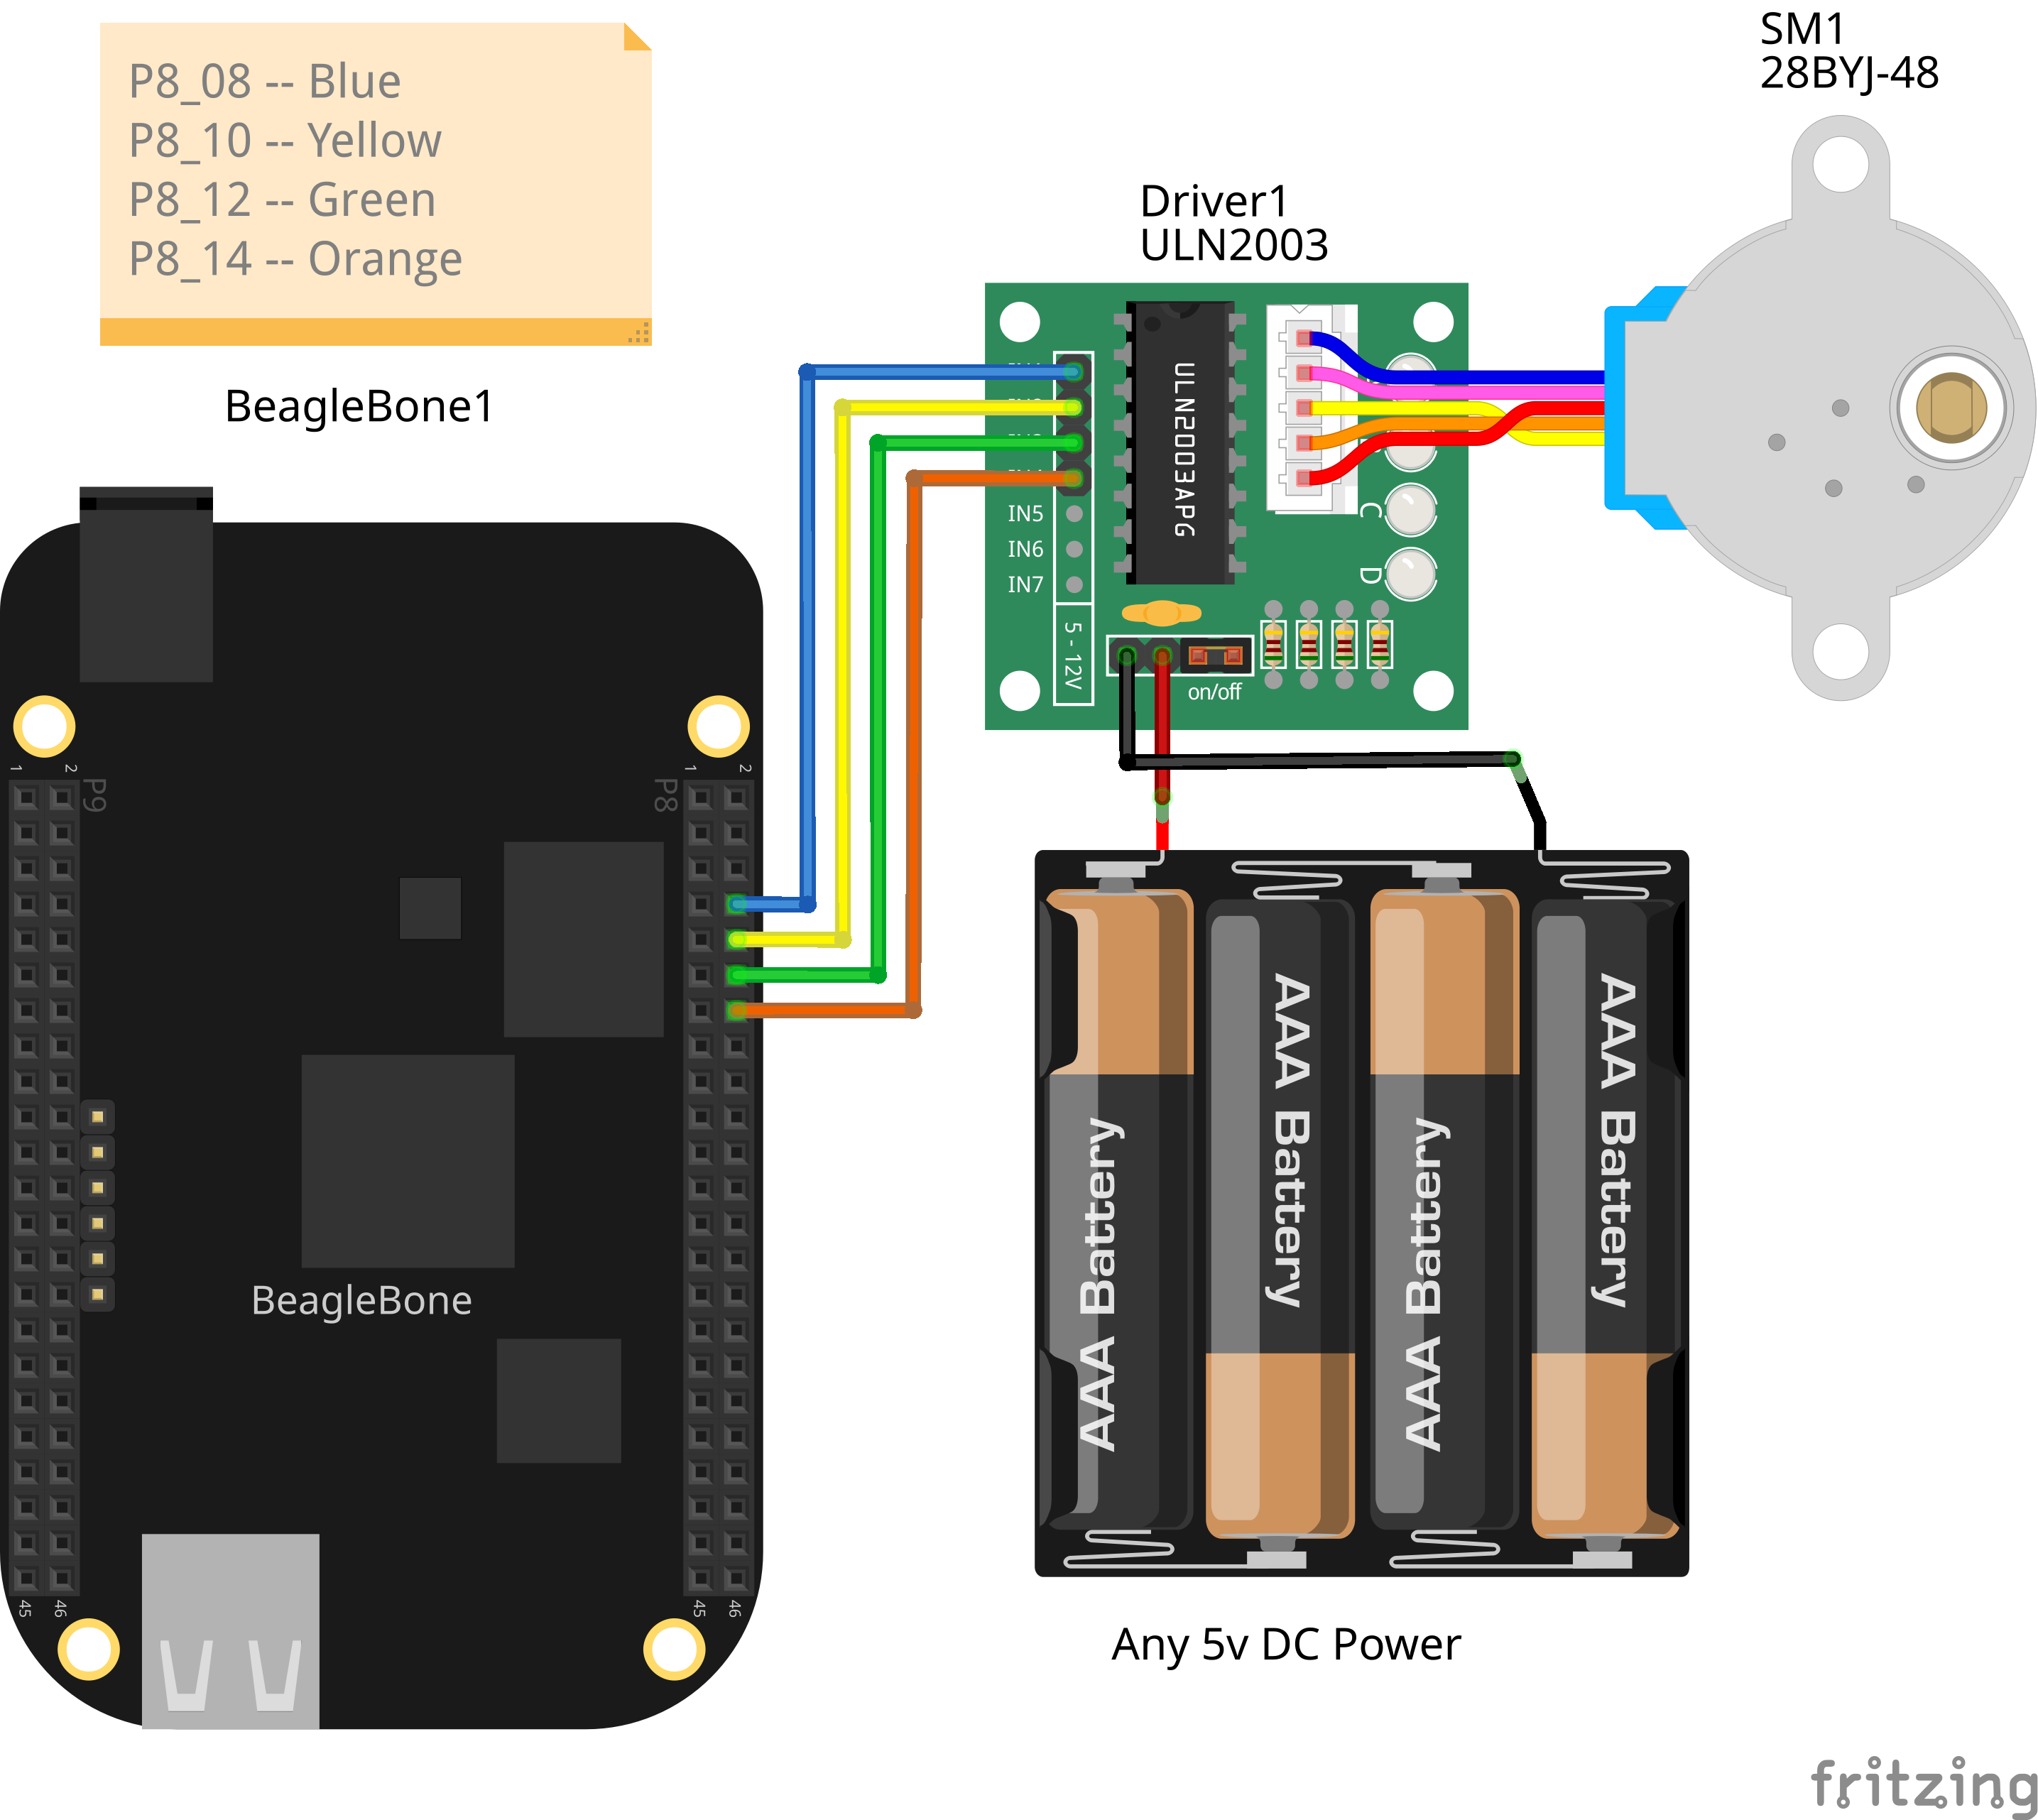 SM1
28BYJ-48
P8_08 -- Blue
P8_10 -- Yellow
P8_12 -- Green
P8_14 -- Orange
Driver1
ULN2003
BeagleBone1
ULN2003APG
IN5
IN6
IN7
C
D
5 - 12V
on/off
1
2
P9
P8
1
2
BeagleBone
AAA Battery
AAA Battery
AAA Battery
AAA Battery
45
46
45
46
Any 5v DC Power
fritzing